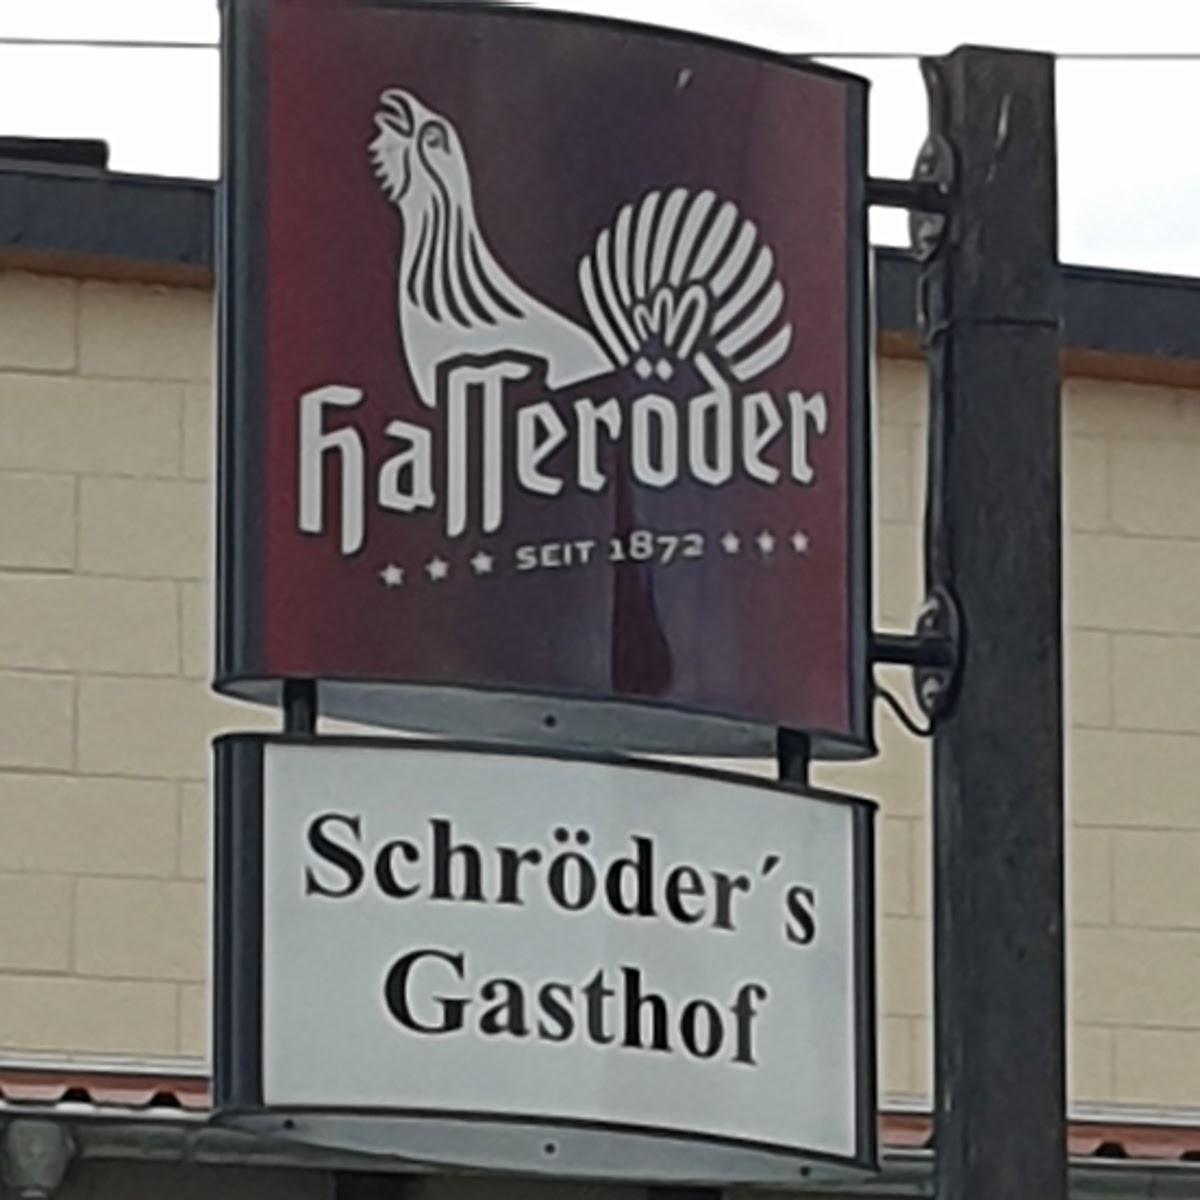 Hasseröder
★ ★ ★ SEIT 1872 ★ ★ ★
Schröder´s
Gasthof